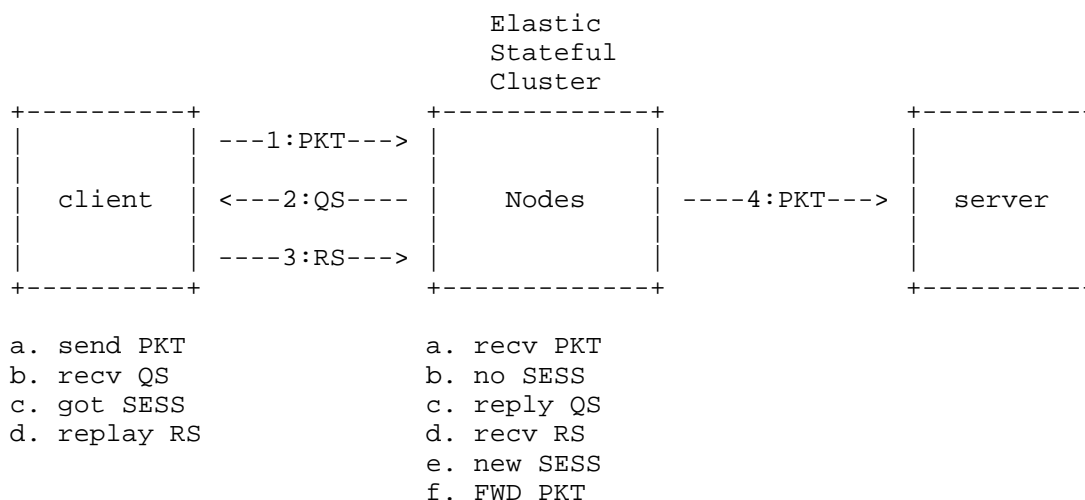 Elastic
Stateful
Cluster
+----------+ +-------------+ +-----------
| | ---1:PKT---> | | |
| | | | |
| client | <---2:QS---- | Nodes | ----4:PKT---> | server
| | | | |
| | ----3:RS---> | | |
+----------+ +-------------+ +-----------
a. send PKT a. recv PKT
b. recv QS b. no SESS
c. got SESS c. reply QS
d. replay RS d. recv RS
e. new SESS
f. FWD PKT